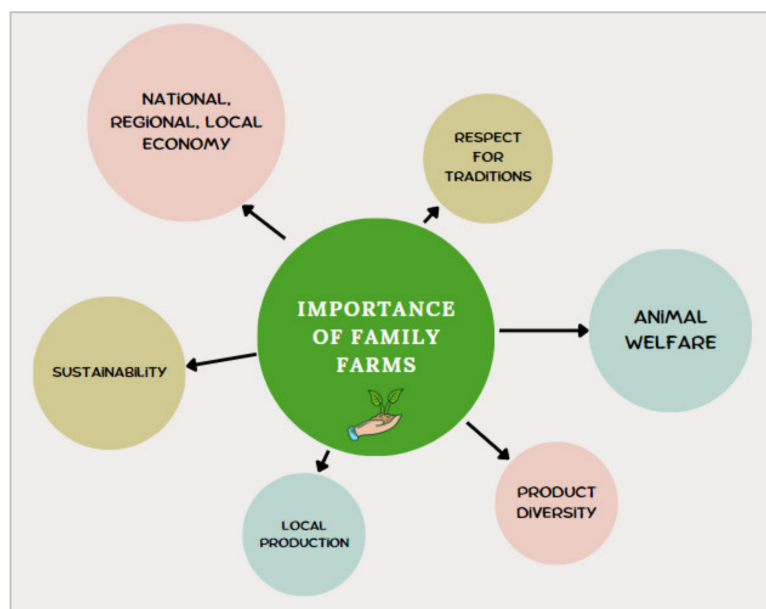 NATIONAL,
REGIONAL, LOCAL
ECONOMY
RESPECT
FOR
TRADITIONS
IMPORTANCE
OF FAMILY
FARMS
ANIMAL
WELFARE
SUSTAINABILITY
PRODUCT
DIVERSITY
LOCAL
PRODUCTION